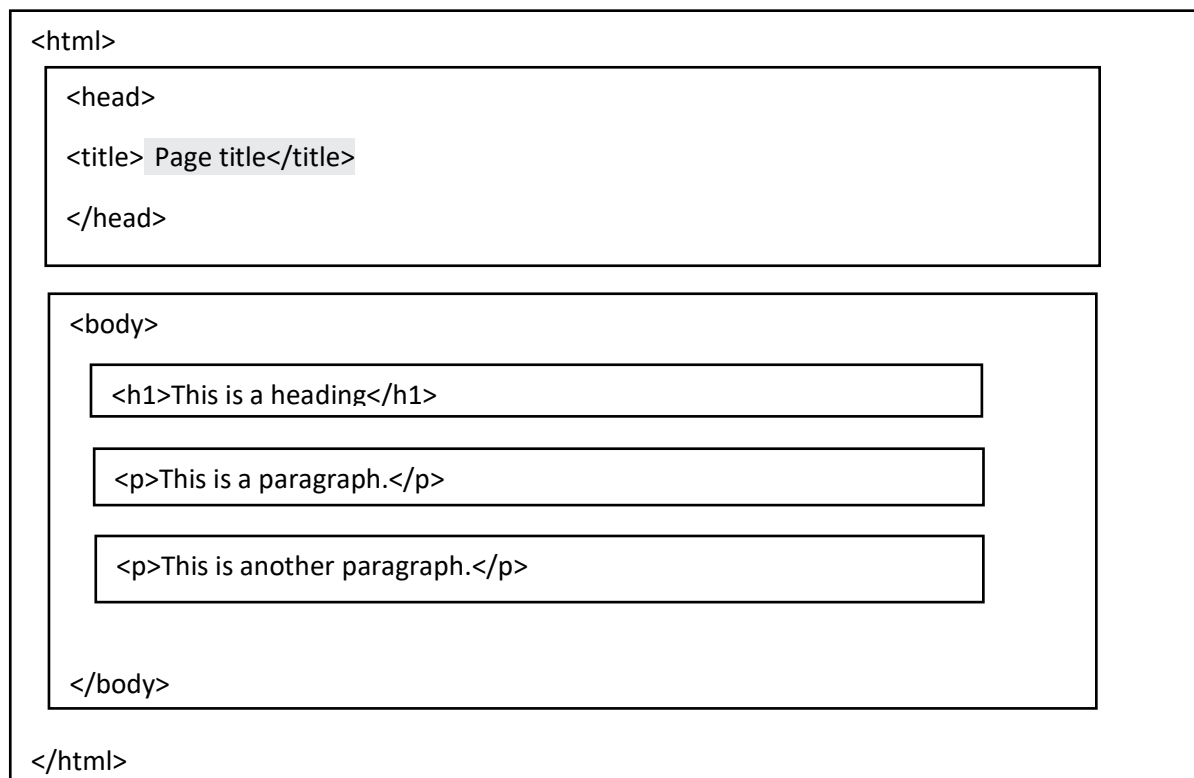 <html>
<head>
<title> Page title</title>
</head>
<body>
<h1>This is a heading</h1>
<p>This is a paragraph.</p>
<p>This is another paragraph.</p>
</body>
</html>